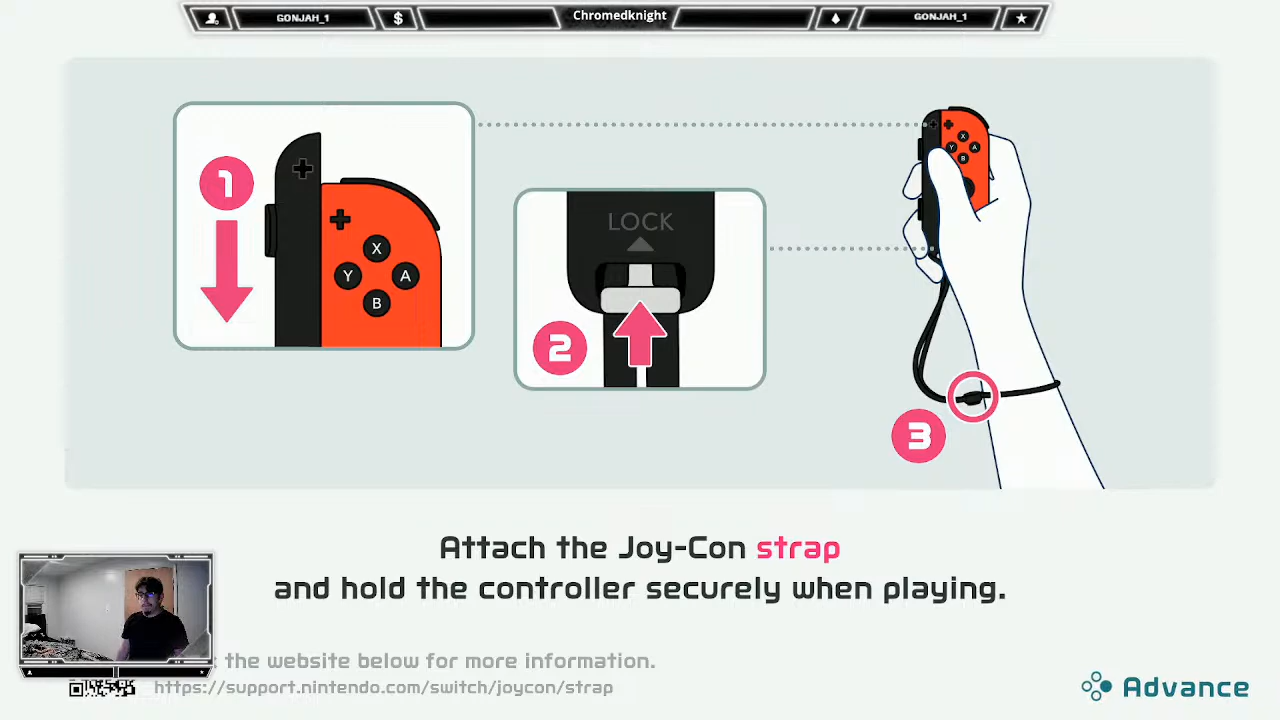 GONJAH_1
$
Chromedknight
GONJAH_1
1
X
Y
A
B
LOCK
2
X
Y
A
B
3
Attach the Joy-Con strap
and hold the controller securely when playing.
the website below for more information.
https://support.nintendo.com/switch/joycon/strap
Advance